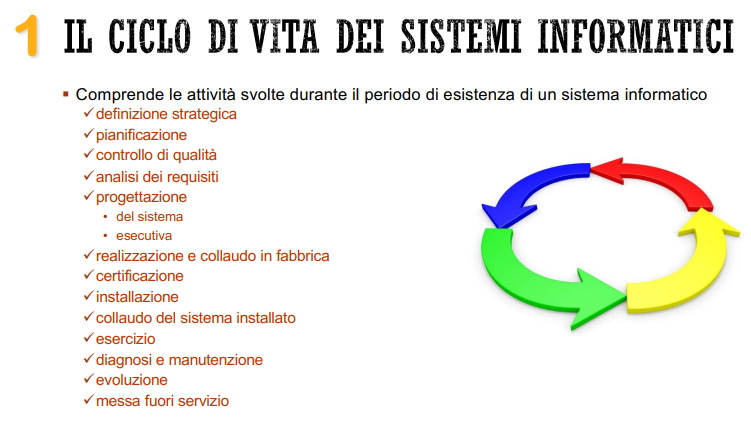 1 IL CICLO DI VITA DEI SISTEMI INFORMATICI
▪ Comprende le attività svolte durante il periodo di esistenza di un sistema informatico
✓ definizione strategica
✓ pianificazione
✓ controllo di qualità
✓ analisi dei requisiti
✓ progettazione
• del sistema
• esecutiva
✓ realizzazione e collaudo in fabbrica
✓ certificazione
✓ installazione
✓ collaudo del sistema installato
✓ esercizio
✓ diagnosi e manutenzione
✓ evoluzione
✓ messa fuori servizio